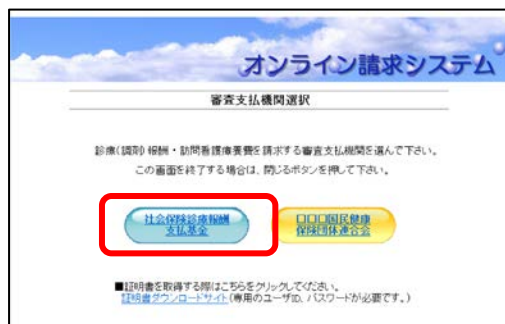 オンライン請求システム
審査支払機関選択
診療(調剤)報酬・訪問看護療養費を請求する審査支払機関を選んで下さい。
この画面を終了する場合は、閉じるボタンを押して下さい。
社会保険診療報酬
支払基金
□□□国民健康
保険団体連合会
■証明書を取得する際はこちらをクリックしてください。
証明書ダウンロードサイト(専用のユーザID、パスワードが必要です。)